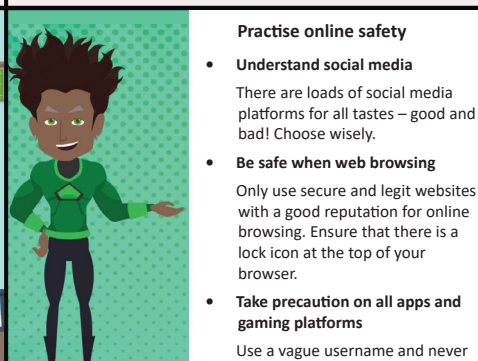 Practise online safety
• Understand social media
There are loads of social media
platforms for all tastes – good and
bad! Choose wisely.
• Be safe when web browsing
Only use secure and legit websites
with a good reputation for online
browsing. Ensure that there is a
lock icon at the top of your
browser.
• Take precaution on all apps and
gaming platforms
Use a vague username and never